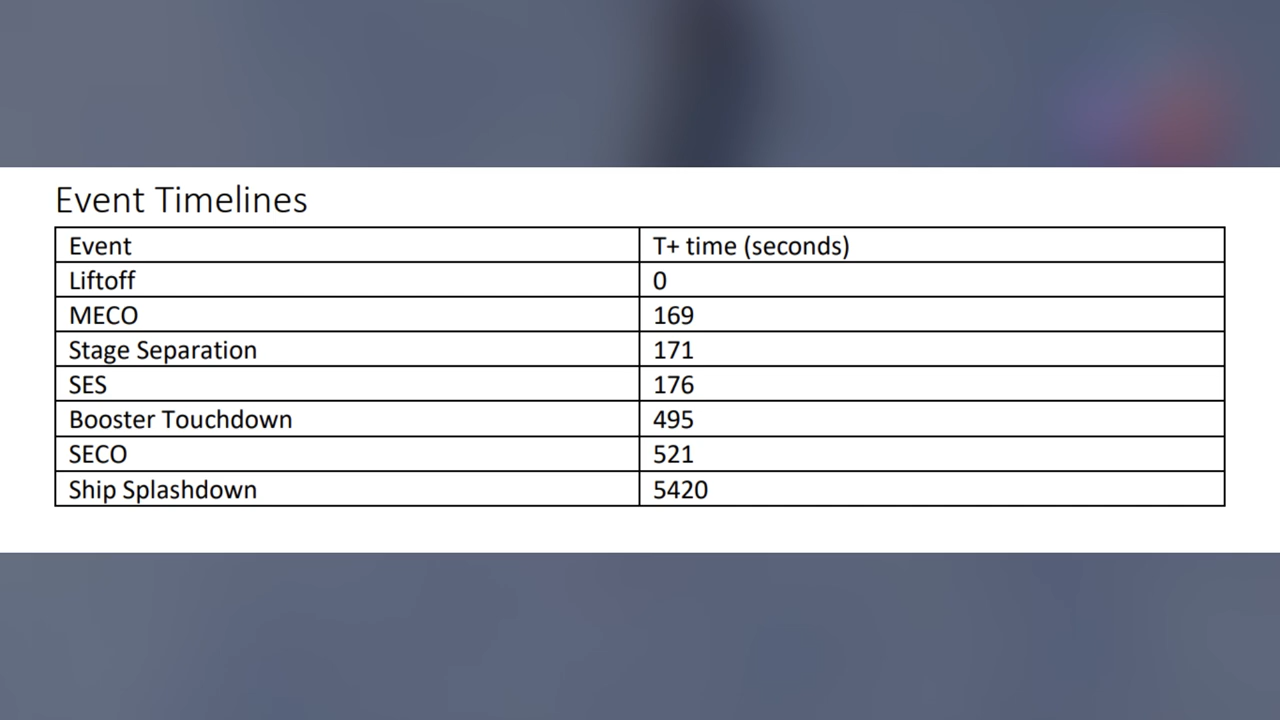 Event Timelines
Event T+ time (seconds)
Liftoff 0
MECO 169
Stage Separation 171
SES 176
Booster Touchdown 495
SECO 521
Ship Splashdown 5420